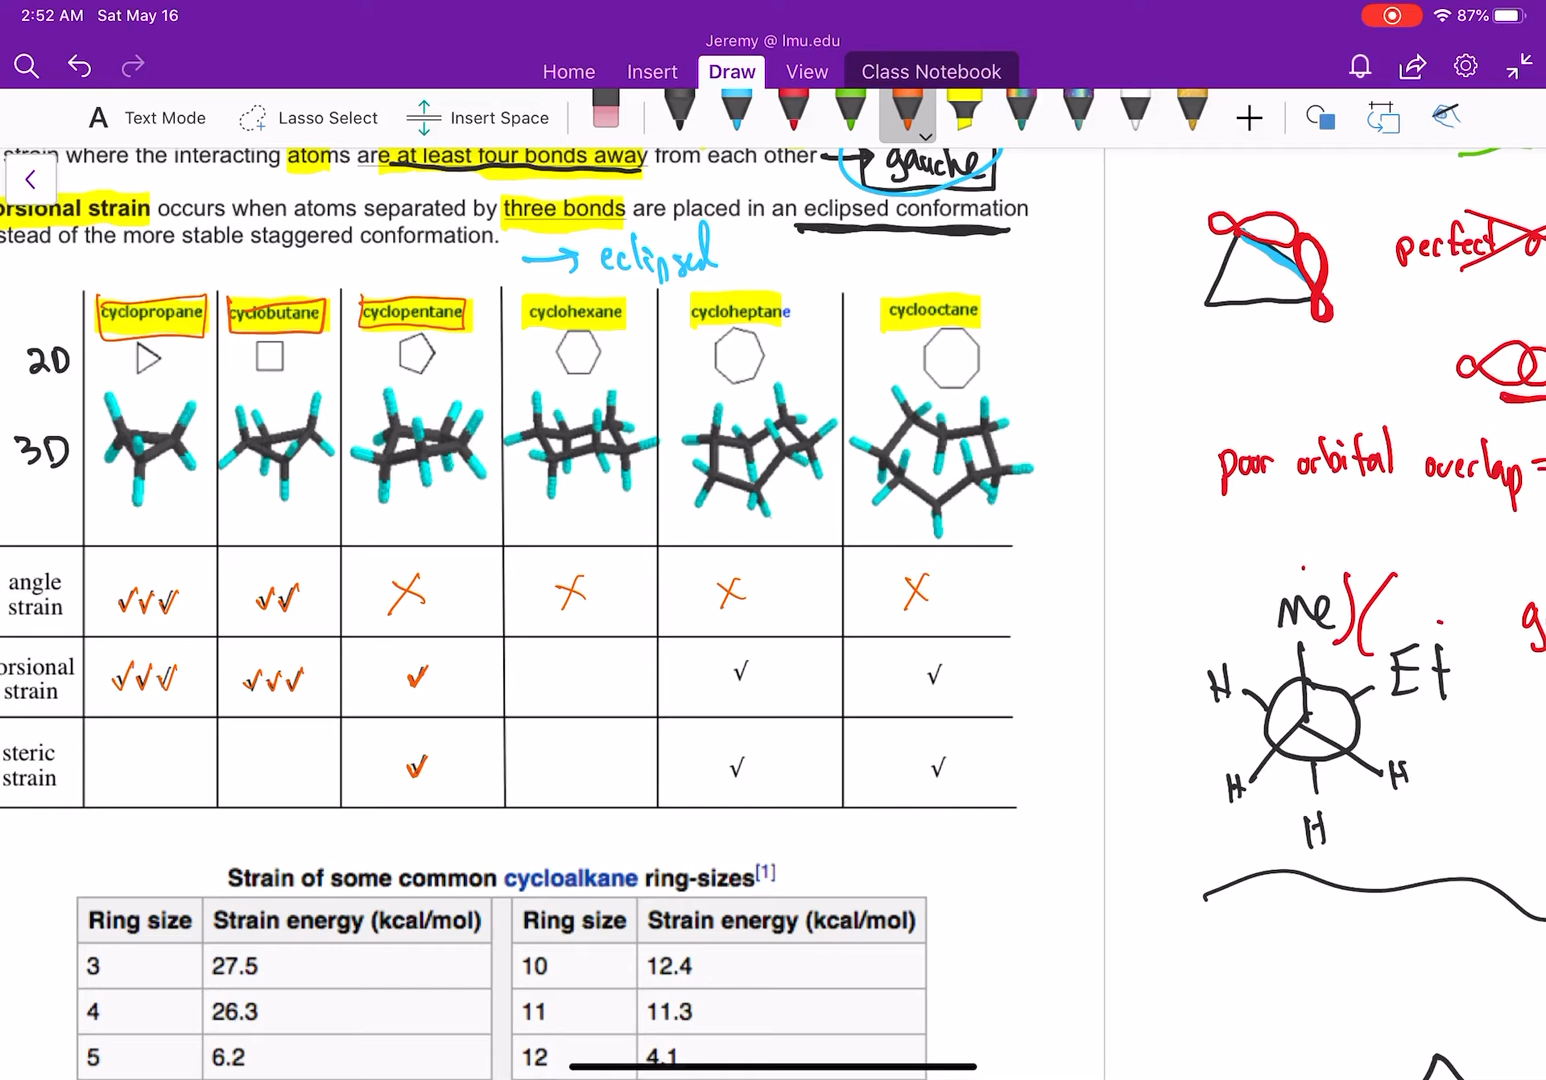 2:52 AM Sat May 16 87%
Jeremy @ lmu.edu
Home Insert Draw View Class Notebook
A Text Mode Lasso Select Insert Space
strain where the interacting atoms are at least four bonds away from each other → gauche
orsional strain occurs when atoms separated by three bonds are placed in an eclipsed conformation
stead of the more stable staggered conformation.
→ eclipsed
perfect
cyclopropane cyclobutane cyclopentane cyclohexane cycloheptane cyclooctane
2D
3D
poor orbital overlap =
angle strain ✓✓✓ ✓✓ X X X X
orsional strain ✓✓✓ ✓✓✓ ✓ √ √
steric strain ✓ √ √
me
H Et
H H
H
Strain of some common cycloalkane ring-sizes[1]
Ring size Strain energy (kcal/mol) Ring size Strain energy (kcal/mol)
3 27.5 10 12.4
4 26.3 11 11.3
5 6.2 12 4.1